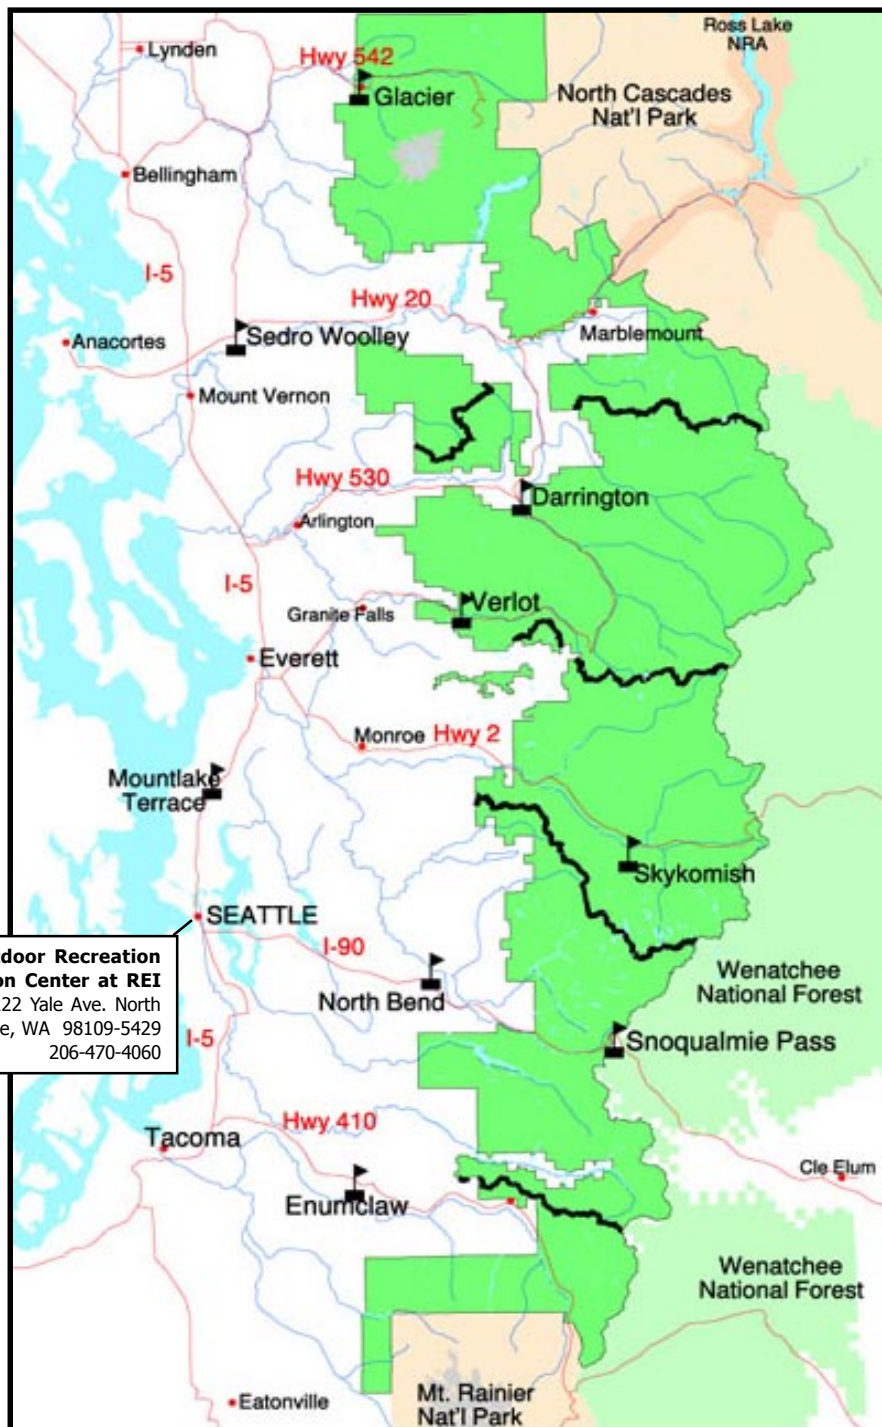 Ross Lake
NRA
Lynden
Hwy 542
Glacier
North Cascades
Nat'l Park
Bellingham
I-5
Hwy 20
Anacortes
Sedro Woolley
Marblemount
Mount Vernon
Hwy 530
Darrington
Arlington
I-5
Granite Falls
Verlot
Everett
Monroe
Hwy 2
Mountlake
Terrace
Skykomish
SEATTLE
I-90
tdoor Recreation
on Center at REI
22 Yale Ave. North
e, WA 98109-5429
206-470-4060
North Bend
Wenatchee
National Forest
I-5
Snoqualmie Pass
Hwy 410
Tacoma
Cle Elum
Enumclaw
Wenatchee
National Forest
Mt. Rainier
Nat'l Park
Eatonville